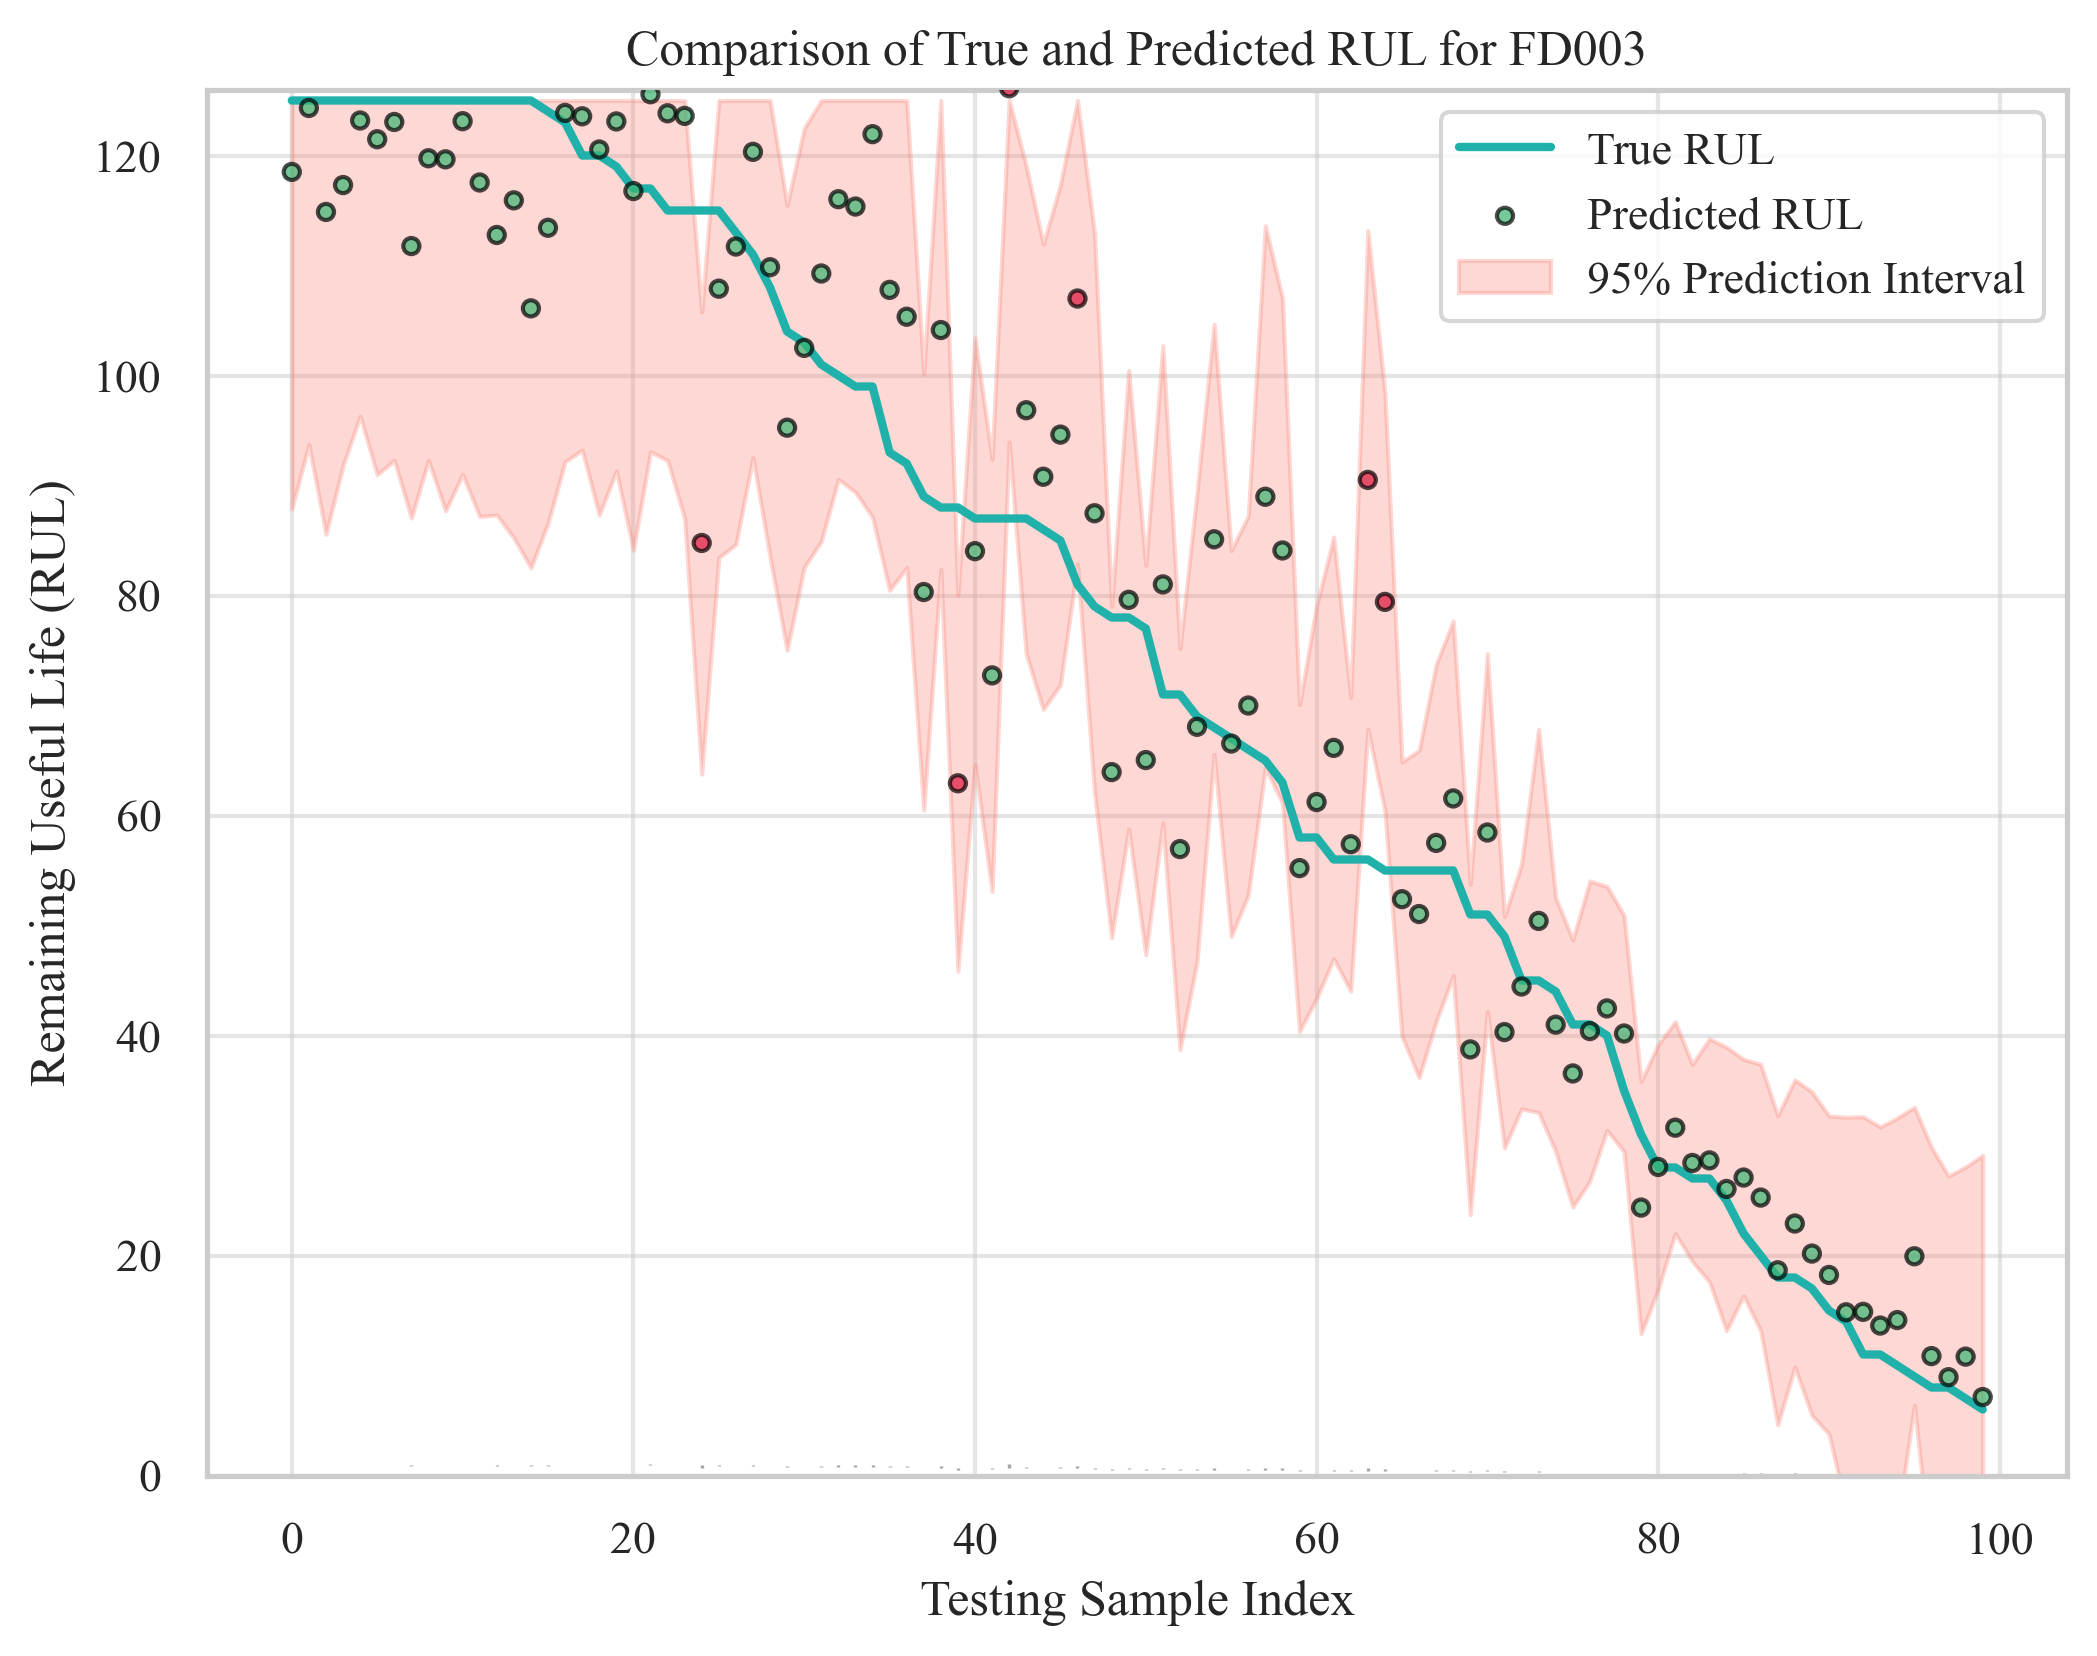 Comparison of True and Predicted RUL for FD003
True RUL
Predicted RUL
95% Prediction Interval
Remaining Useful Life (RUL)
120
100
80
60
40
20
0
0 20 40 60 80 100
Testing Sample Index